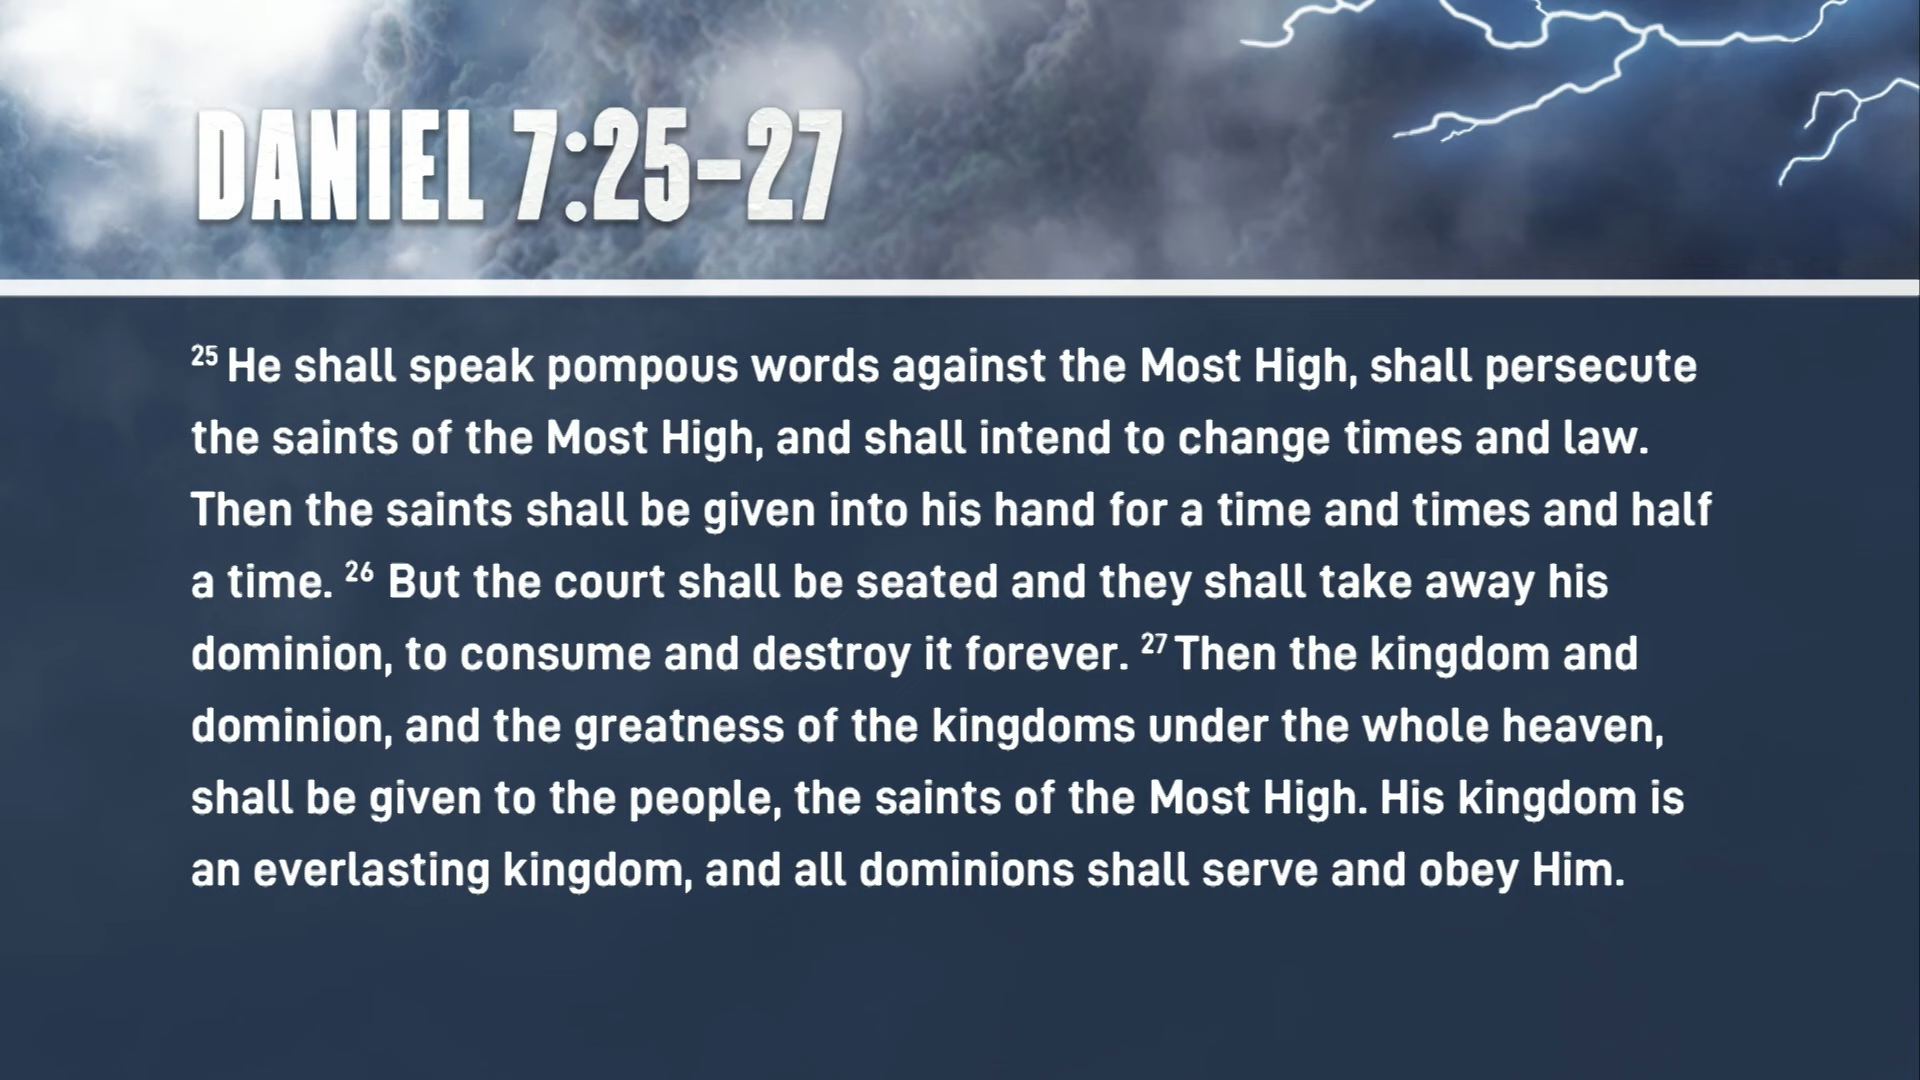 DANIEL 7:25-27
25 He shall speak pompous words against the Most High, shall persecute
the saints of the Most High, and shall intend to change times and law.
Then the saints shall be given into his hand for a time and times and half
a time. 26 But the court shall be seated and they shall take away his
dominion, to consume and destroy it forever. 27 Then the kingdom and
dominion, and the greatness of the kingdoms under the whole heaven,
shall be given to the people, the saints of the Most High. His kingdom is
an everlasting kingdom, and all dominions shall serve and obey Him.